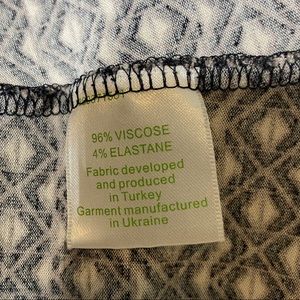 96% VISCOSE
4% ELASTANE
Fabric developed
and produced
in Turkey
Garment manufactured
in Ukraine